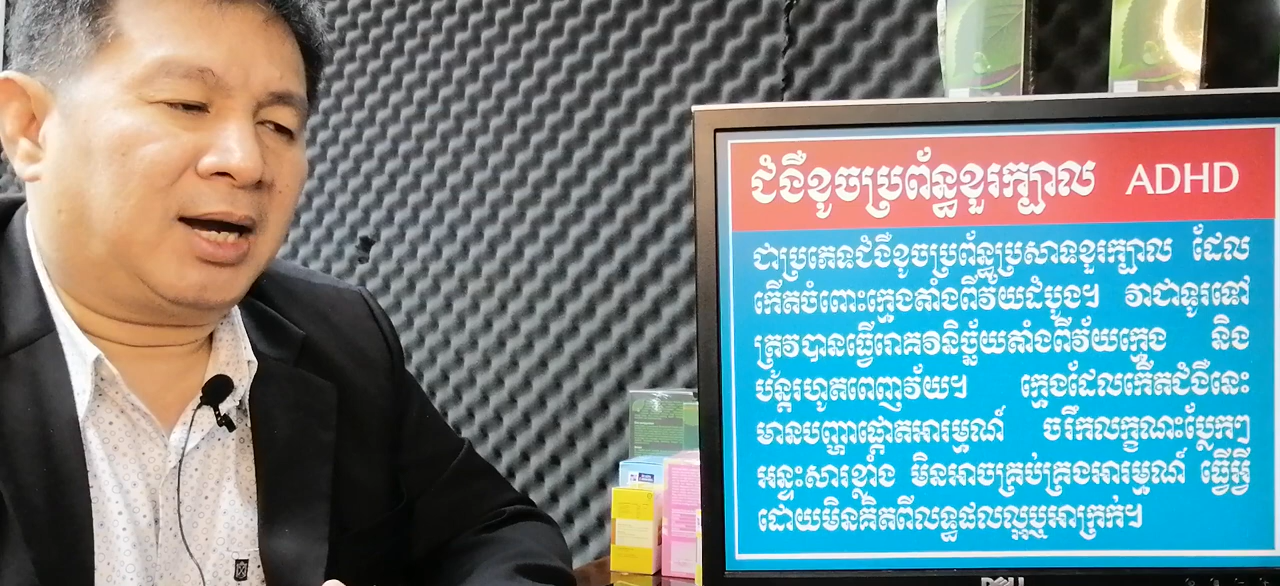 ជំងឺខូចប្រព័ន្ធខួរក្បាល ADHD
ជាប្រភេទជំងឺខូចប្រព័ន្ធប្រសាទខួរក្បាល ដែល
កើតចំពោះក្មេងតាំងពីវ័យដំបូង។ វាជាទូរទៅ
ត្រូវបានធ្វើរោគវិនិច្ឆ័យតាំងពីវ័យក្មេង និង
បន្តរហូតពេញវ័យ។ ក្មេងដែលកើតជំងឺនេះ
មានបញ្ហាផ្តោតអារម្មណ៍ ចរឹកលក្ខណះប្លែកៗ
អន្ទះសារខ្លាំង មិនអាចគ្រប់គ្រងអារម្មណ៍ ធ្វើអ្វី
ដោយមិនគិតពីលទ្ធផលល្អឬអាក្រក់។